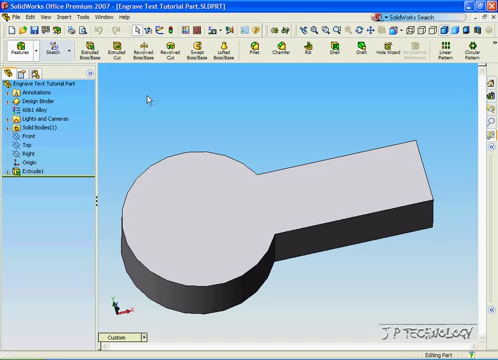 SolidWorks Office Premium 2007 - [Engrave Text Tutorial Part.SLDPRT]
File Edit View Insert Tools Window Help
SolidWorks Search
Features
Sketch
Extruded Boss/Base
Extruded Cut
Revolved Boss/Base
Revolved Cut
Swept Boss/Base
Lofted Boss/Base
Fillet
Chamfer
Rib
Shell
Draft
Hole Wizard
Linear Pattern
Circular Pattern
Engrave Text Tutorial Part
Annotations
Design Binder
6061 Alloy
Lights and Cameras
Solid Bodies(1)
Front
Top
Right
Origin
Extrude1
Custom
J P TECHNOLOGY
Editing Part